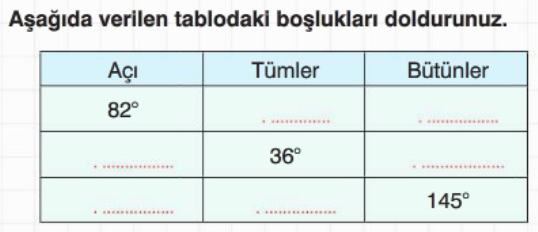 Aşağıda verilen tablodaki boşlukları doldurunuz.
Açı Tümler Bütünler
82° . .............. . ..................
. .................. 36° . .....................
. .................. . .................. 145°